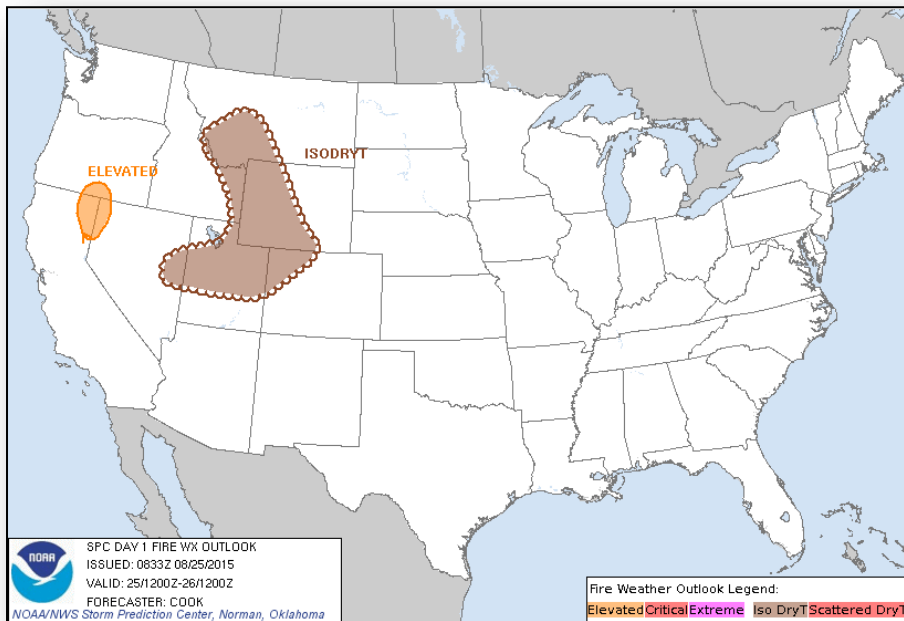 ISODRYT
ELEVATED
NOAA
SPC DAY 1 FIRE WX OUTLOOK
ISSUED: 0833Z 08/25/2015
VALID: 25/1200Z-26/1200Z
FORECASTER: COOK
NOAA/NWS Storm Prediction Center, Norman, Oklahoma
Fire Weather Outlook Legend:
Elevated Critical Extreme Iso DryT Scattered DryT